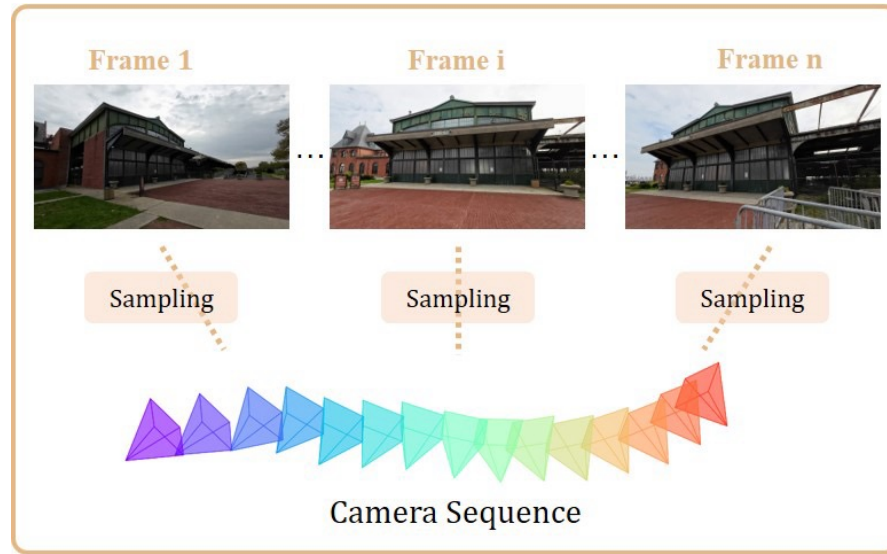 Frame 1
Frame i
Frame n
...
...
Sampling
Sampling
Sampling
Camera Sequence